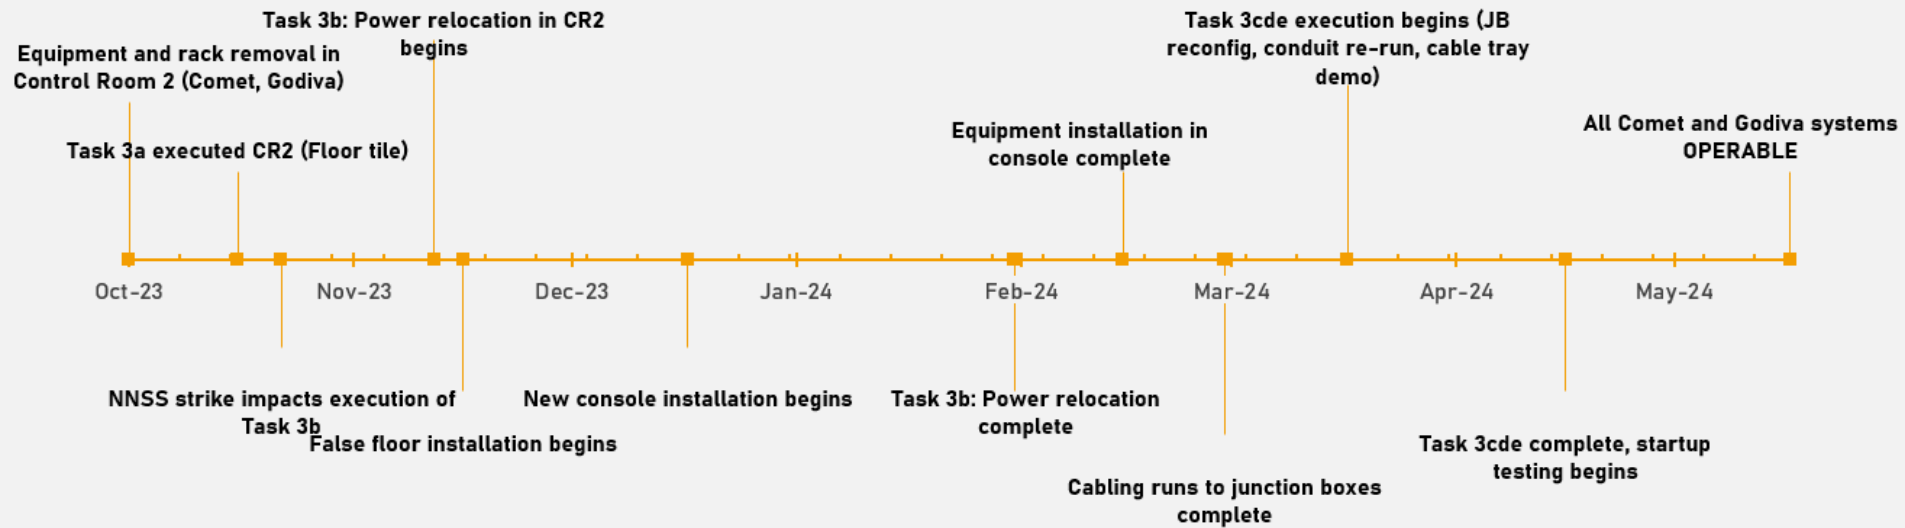 Task 3b: Power relocation in CR2
begins
Equipment and rack removal in
Control Room 2 (Comet, Godiva)
Task 3a executed CR2 (Floor tile)
Task 3cde execution begins (JB
reconfig, conduit re-run, cable tray
demo)
Equipment installation in
console complete
All Comet and Godiva systems
OPERABLE
Oct-23
Nov-23
Dec-23
Jan-24
Feb-24
Mar-24
Apr-24
May-24
NNSS strike impacts execution of
Task 3b
False floor installation begins
New console installation begins
Task 3b: Power relocation
complete
Cabling runs to junction boxes
complete
Task 3cde complete, startup
testing begins